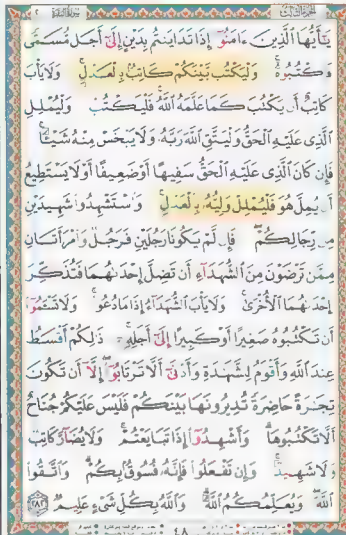 يَٰٓأَيُّهَا ٱلَّذِينَ ءَامَنُوٓا۟ إِذَا تَدَايَنتُم بِدَيْنٍ إِلَىٰٓ أَجَلٍ مُّسَمًّى
فَٱكْتُبُوهُ ۚ وَلْيَكْتُب بَّيْنَكُمْ كَاتِبٌۢ بِٱلْعَدْلِ ۚ وَلَا يَأْبَ
كَاتِبٌ أَن يَكْتُبَ كَمَا عَلَّمَهُ ٱللَّهُ ۚ فَلْيَكْتُبْ وَلْيُمْلِلِ
ٱلَّذِى عَلَيْهِ ٱلْحَقُّ وَلْيَتَّقِ ٱللَّهَ رَبَّهُۥ وَلَا يَبْخَسْ مِنْهُ شَيْـًٔا ۚ
فَإِن كَانَ ٱلَّذِى عَلَيْهِ ٱلْحَقُّ سَفِيهًا أَوْ ضَعِيفًا أَوْ لَا يَسْتَطِيعُ
أَن يُمِلَّ هُوَ فَلْيُمْلِلْ وَلِيُّهُۥ بِٱلْعَدْلِ ۚ وَٱسْتَشْهِدُوا۟ شَهِيدَيْنِ
مِن رِّجَالِكُمْ ۖ فَإِن لَّمْ يَكُونَا رَجُلَيْنِ فَرَجُلٌ وَٱمْرَأَتَانِ
مِمَّن تَرْضَوْنَ مِنَ ٱلشُّهَدَآءِ أَن تَضِلَّ إِحْدَىٰهُمَا فَتُذَكِّرَ
إِحْدَىٰهُمَا ٱلْأُخْرَىٰ ۚ وَلَا يَأْبَ ٱلشُّهَدَآءُ إِذَا مَا دُعُوا۟ ۚ وَلَا تَسْـَٔمُوٓا۟
أَن تَكْتُبُوهُ صَغِيرًا أَوْ كَبِيرًا إِلَىٰٓ أَجَلِهِۦ ۚ ذَٰلِكُمْ أَقْسَطُ
عِندَ ٱللَّهِ وَأَقْوَمُ لِلشَّهَٰدَةِ وَأَدْنَىٰٓ أَلَّا تَرْتَابُوٓا۟ ۖ إِلَّآ أَن تَكُونَ
تِجَٰرَةً حَاضِرَةً تُدِيرُونَهَا بَيْنَكُمْ فَلَيْسَ عَلَيْكُمْ جُنَاحٌ
أَلَّا تَكْتُبُوهَا ۗ وَأَشْهِدُوٓا۟ إِذَا تَبَايَعْتُمْ ۚ وَلَا يُضَآرَّ كَاتِبٌ
وَلَا شَهِيدٌ ۚ وَإِن تَفْعَلُوا۟ فَإِنَّهُۥ فُسُوقٌۢ بِكُمْ ۗ وَٱتَّقُوا۟
ٱللَّهَ ۖ وَيُعَلِّمُكُمُ ٱللَّهُ ۗ وَٱللَّهُ بِكُلِّ شَىْءٍ عَلِيمٌ ٢٨٢
٤٨